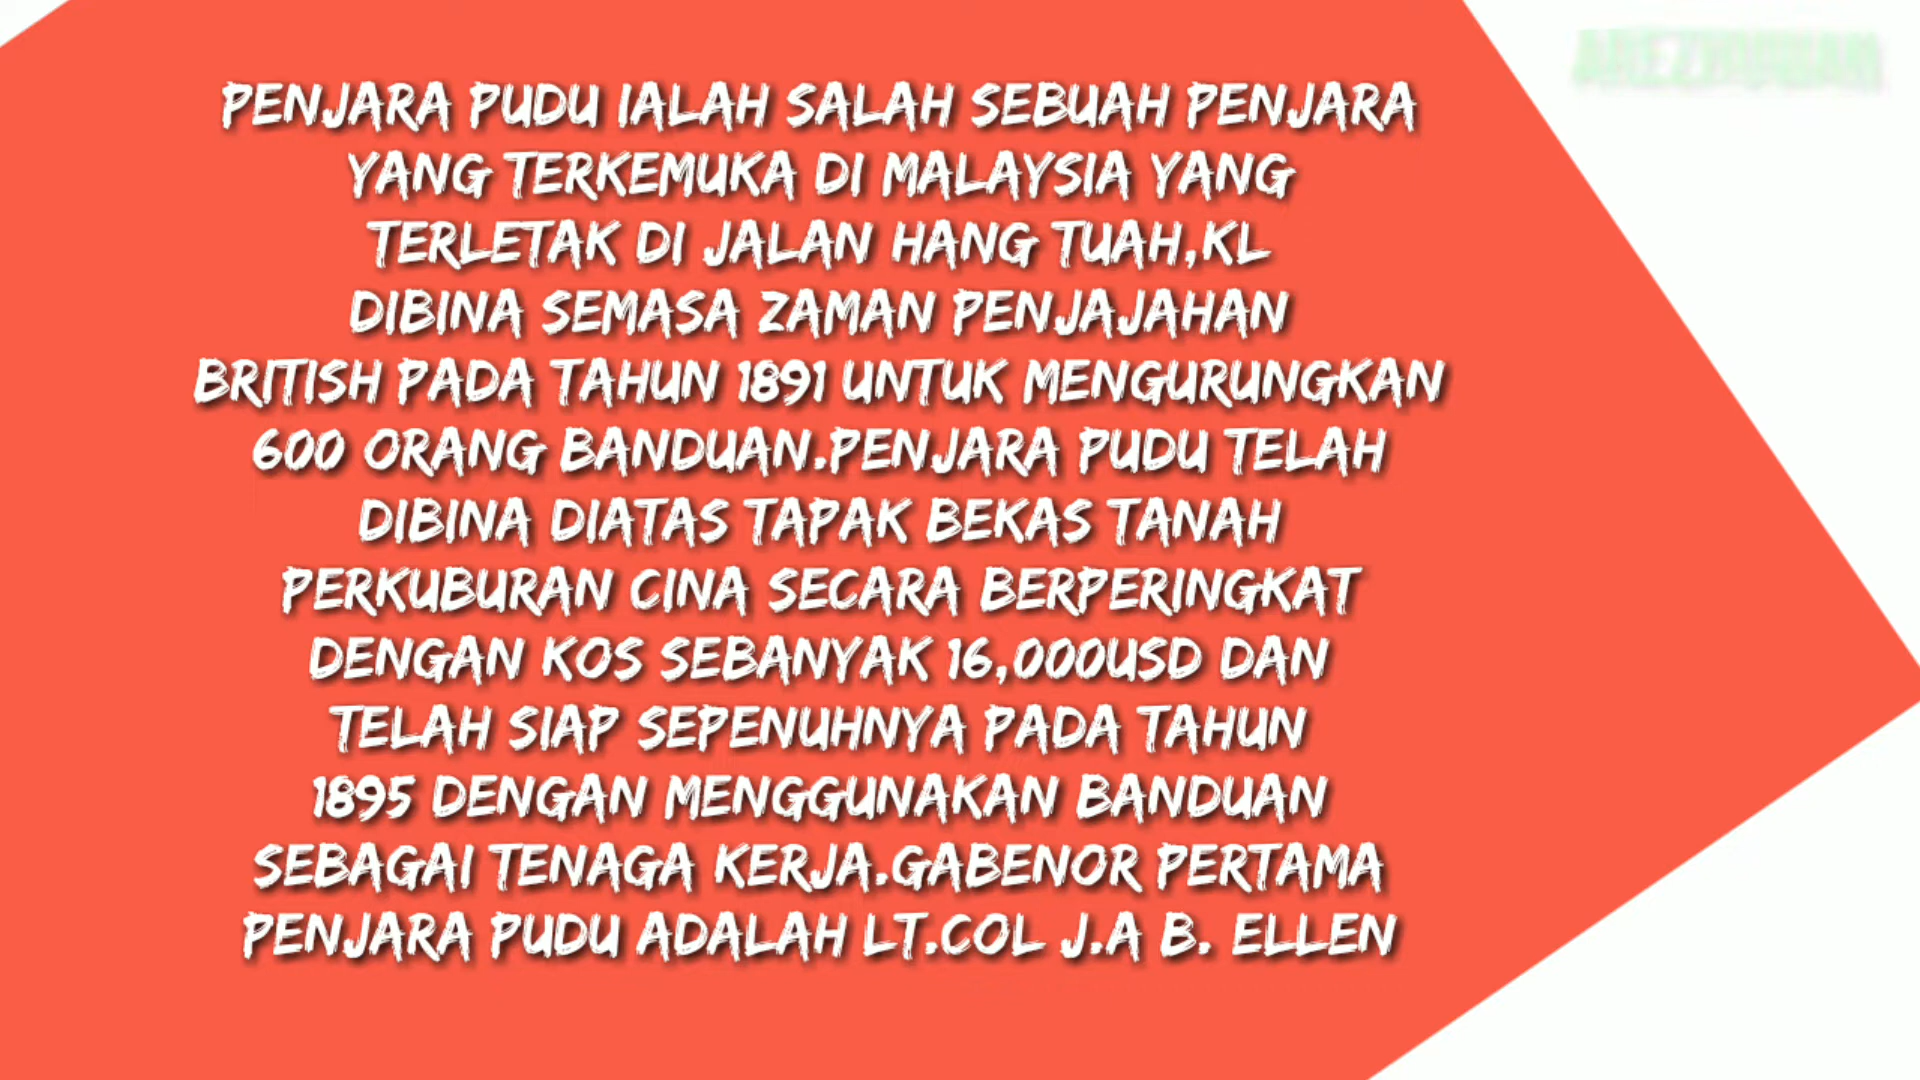 PENJARA PUDU IALAH SALAH SEBUAH PENJARA
YANG TERKEMUKA DI MALAYSIA YANG
TERLETAK DI JALAN HANG TUAH,KL
DIBINA SEMASA ZAMAN PENJAJAHAN
BRITISH PADA TAHUN 1891 UNTUK MENGURUNGKAN
600 ORANG BANDUAN.PENJARA PUDU TELAH
DIBINA DIATAS TAPAK BEKAS TANAH
PERKUBURAN CINA SECARA BERPERINGKAT
DENGAN KOS SEBANYAK 16,000USD DAN
TELAH SIAP SEPENUHNYA PADA TAHUN
1895 DENGAN MENGGUNAKAN BANDUAN
SEBAGAI TENAGA KERJA.GABENOR PERTAMA
PENJARA PUDU ADALAH LT.COL J.A B. ELLEN